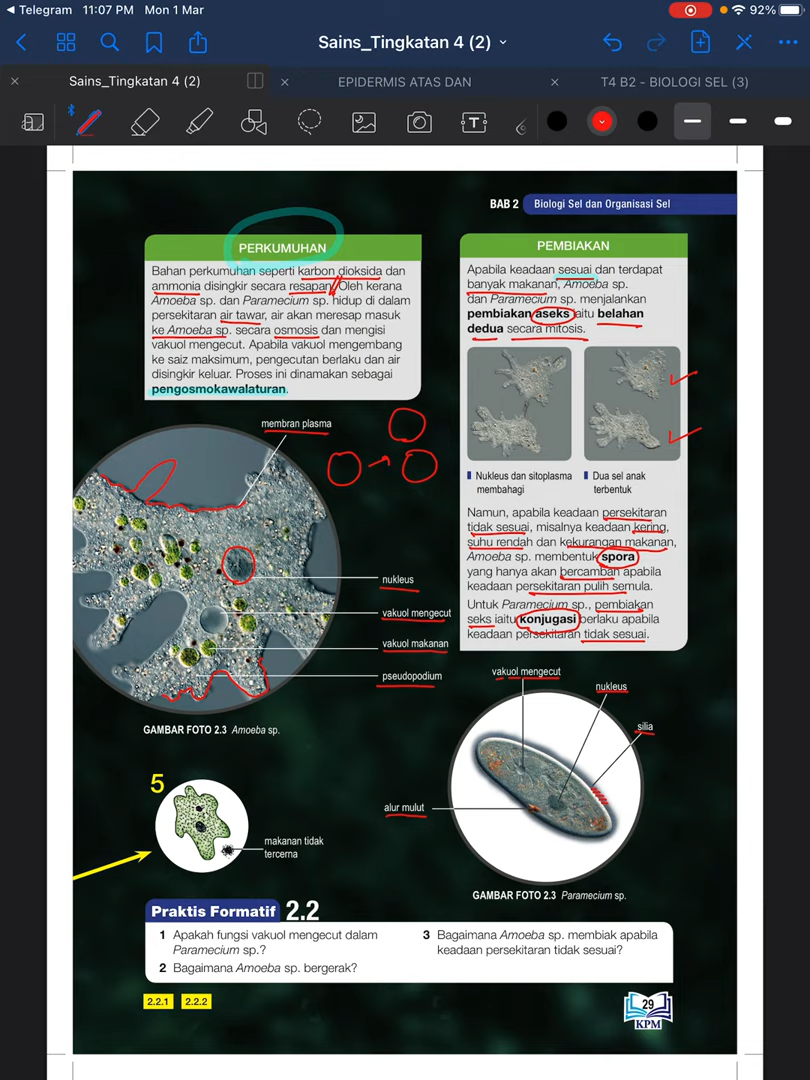 Telegram 11:07 PM Mon 1 Mar 92%
Sains_Tingkatan 4 (2)
Sains_Tingkatan 4 (2) EPIDERMIS ATAS DAN T4 B2 - BIOLOGI SEL (3)
BAB 2 Biologi Sel dan Organisasi Sel
PERKUMUHAN
Bahan perkumuhan seperti karbon dioksida dan
ammonia disingkir secara resapan. Oleh kerana
Amoeba sp. dan Paramecium sp. hidup di dalam
persekitaran air tawar, air akan meresap masuk
ke Amoeba sp. secara osmosis dan mengisi
vakuol mengecut. Apabila vakuol mengembang
ke saiz maksimum, pengecutan berlaku dan air
disingkir keluar. Proses ini dinamakan sebagai
pengosmokawalaturan.
PEMBIAKAN
Apabila keadaan sesuai dan terdapat
banyak makanan, Amoeba sp.
dan Paramecium sp. menjalankan
pembiakan aseks iaitu belahan
dedua secara mitosis.
Nukleus dan sitoplasma
membahagi
Dua sel anak
terbentuk
Namun, apabila keadaan persekitaran
tidak sesuai, misalnya keadaan kering,
suhu rendah dan kekurangan makanan,
Amoeba sp. membentuk spora
yang hanya akan bercambah apabila
keadaan persekitaran pulih semula.
Untuk Paramecium sp., pembiakan
seks iaitu konjugasi berlaku apabila
keadaan persekitaran tidak sesuai.
membran plasma
nukleus
vakuol mengecut
vakuol makanan
pseudopodium
GAMBAR FOTO 2.3 Amoeba sp.
vakuol mengecut
nukleus
silia
alur mulut
GAMBAR FOTO 2.3 Paramecium sp.
5
makanan tidak
tercerna
Praktis Formatif 2.2
1 Apakah fungsi vakuol mengecut dalam
Paramecium sp.?
2 Bagaimana Amoeba sp. bergerak?
3 Bagaimana Amoeba sp. membiak apabila
keadaan persekitaran tidak sesuai?
2.2.1 2.2.2
29
KPM